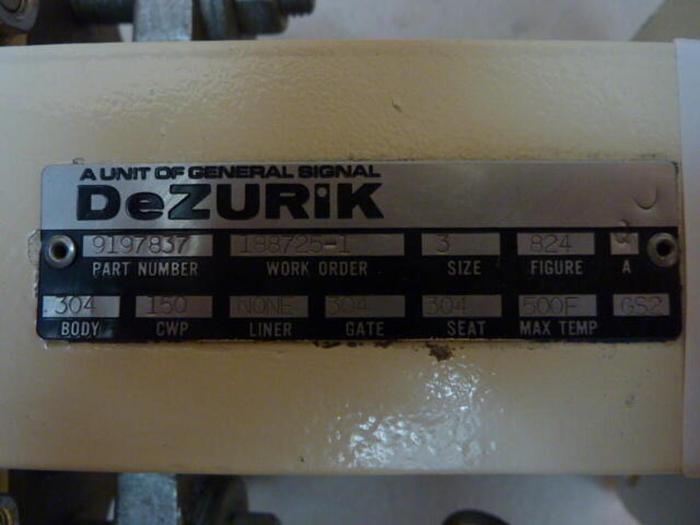 A UNIT OF GENERAL SIGNAL
DeZURiK
9197837 188725-1 3 824
PART NUMBER WORK ORDER SIZE FIGURE A
304 150 NONE 304 304 500F GS2
BODY CWP LINER GATE SEAT MAX TEMP